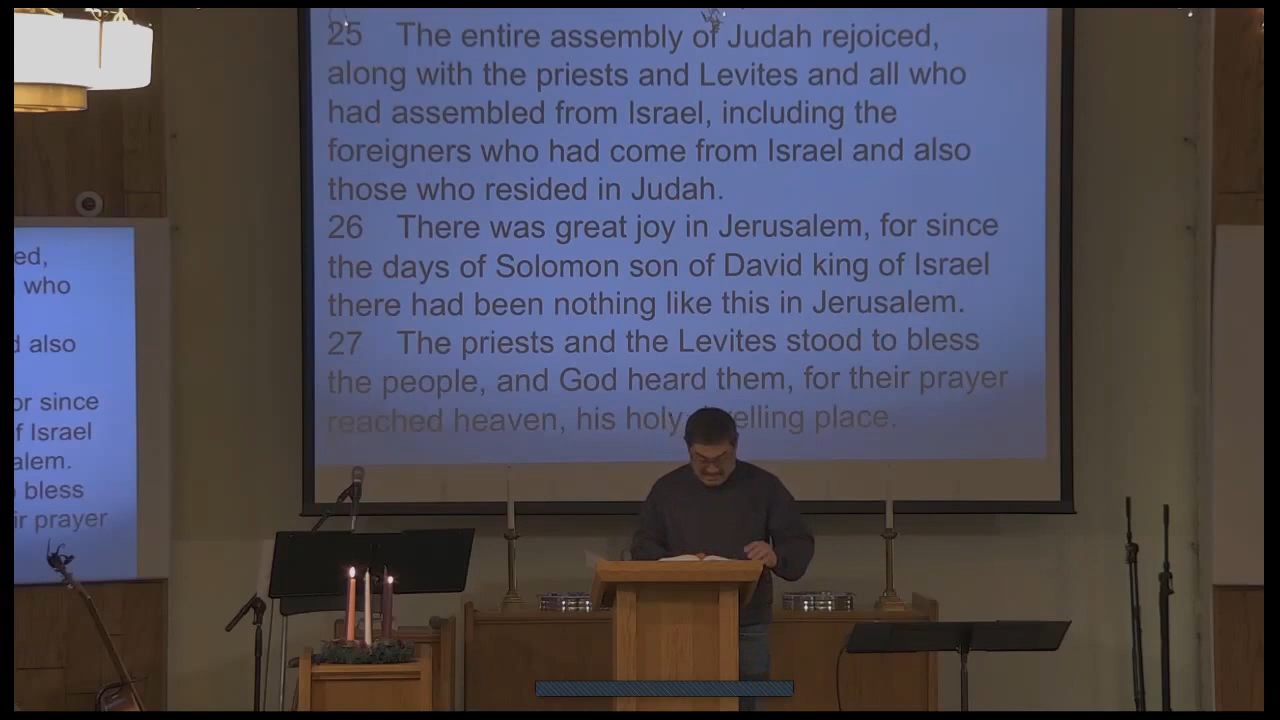 25 The entire assembly of Judah rejoiced,
along with the priests and Levites and all who
had assembled from Israel, including the
foreigners who had come from Israel and also
those who resided in Judah.
26 There was great joy in Jerusalem, for since
the days of Solomon son of David king of Israel
there had been nothing like this in Jerusalem.
27 The priests and the Levites stood to bless
the people, and God heard them, for their prayer
reached heaven, his holy dwelling place.
ed,
who
d also
or since
f Israel
alem.
bless
ir prayer